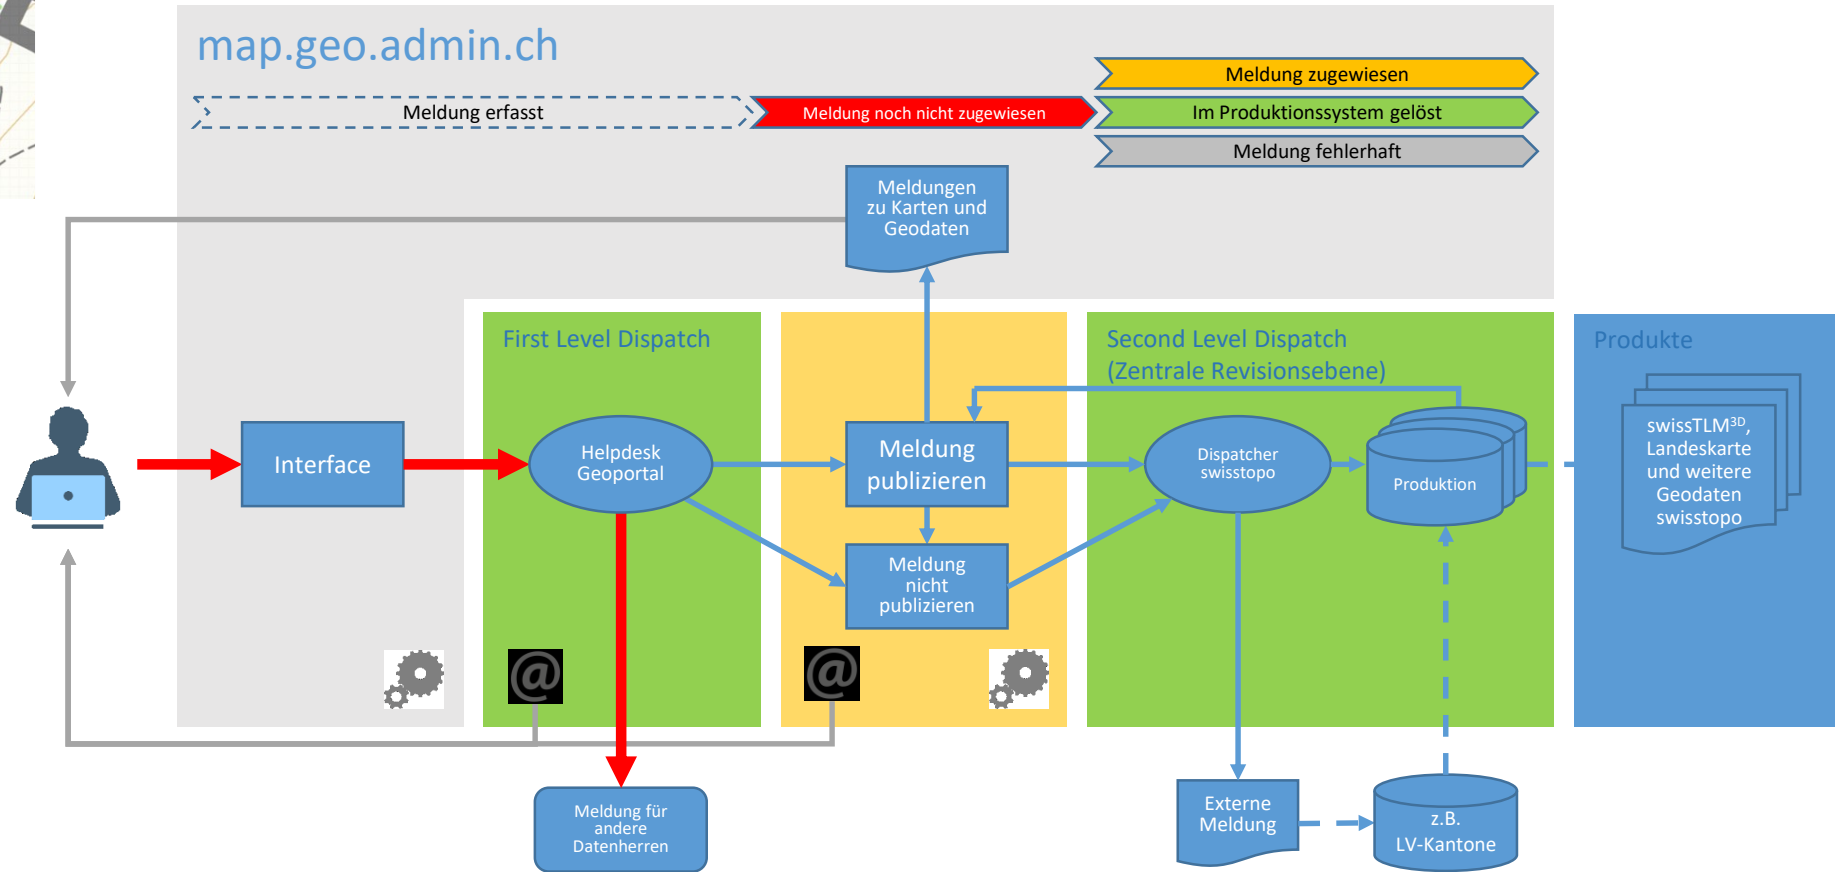 map.geo.admin.ch
Meldung erfasst
Meldung noch nicht zugewiesen
Meldung zugewiesen
Im Produktionssystem gelöst
Meldung fehlerhaft
Meldungen
zu Karten und
Geodaten
First Level Dispatch
Second Level Dispatch
(Zentrale Revisionsebene)
Produkte
Interface
Helpdesk
Geoportal
Meldung
publizieren
Meldung
nicht
publizieren
Dispatcher
swisstopo
Produktion
swissTLM³ᴰ,
Landeskarte
und weitere
Geodaten
swisstopo
@
@
Meldung für
andere
Datenherren
Externe
Meldung
z.B.
LV-Kantone